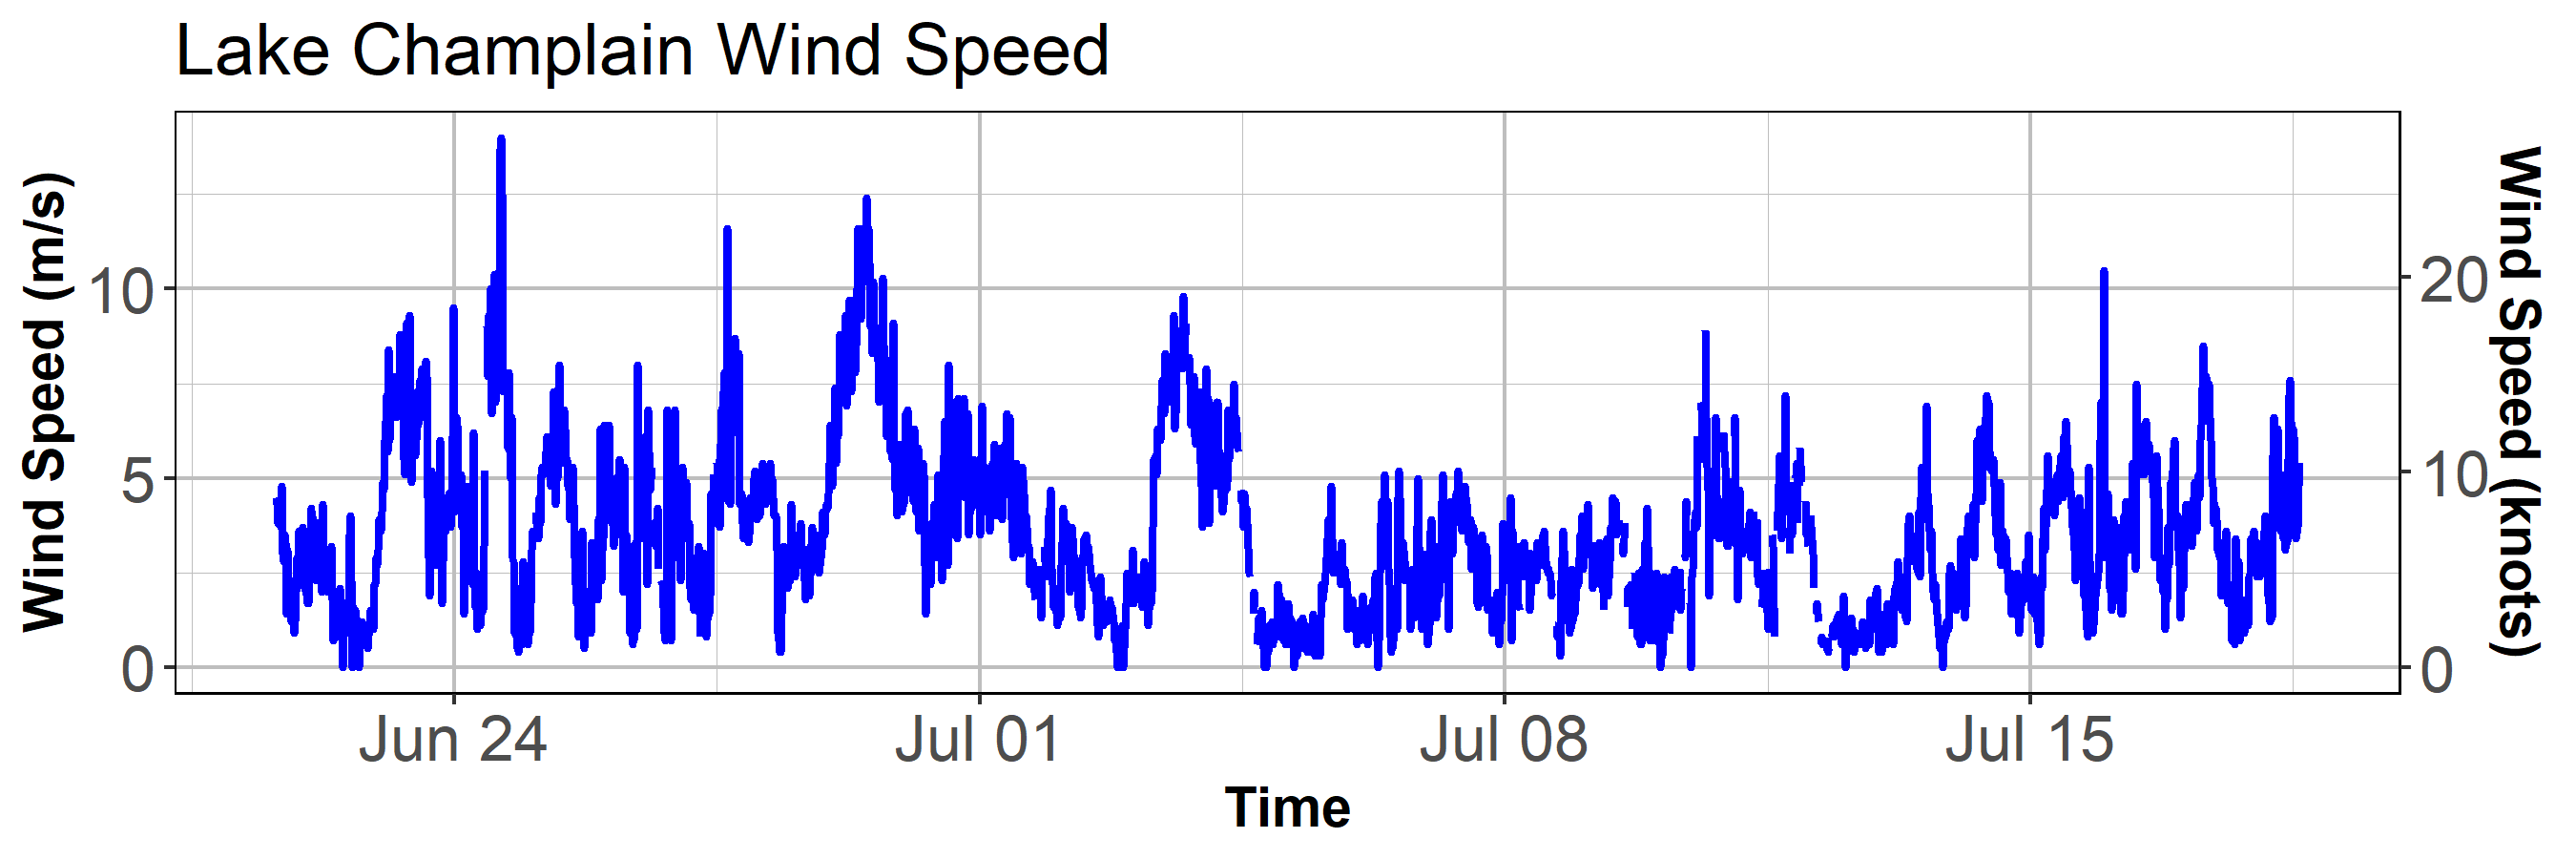 Lake Champlain Wind Speed
Wind Speed (m/s)
10
5
0
20
10
0
Wind Speed (knots)
Jun 24
Jul 01
Jul 08
Jul 15
Time